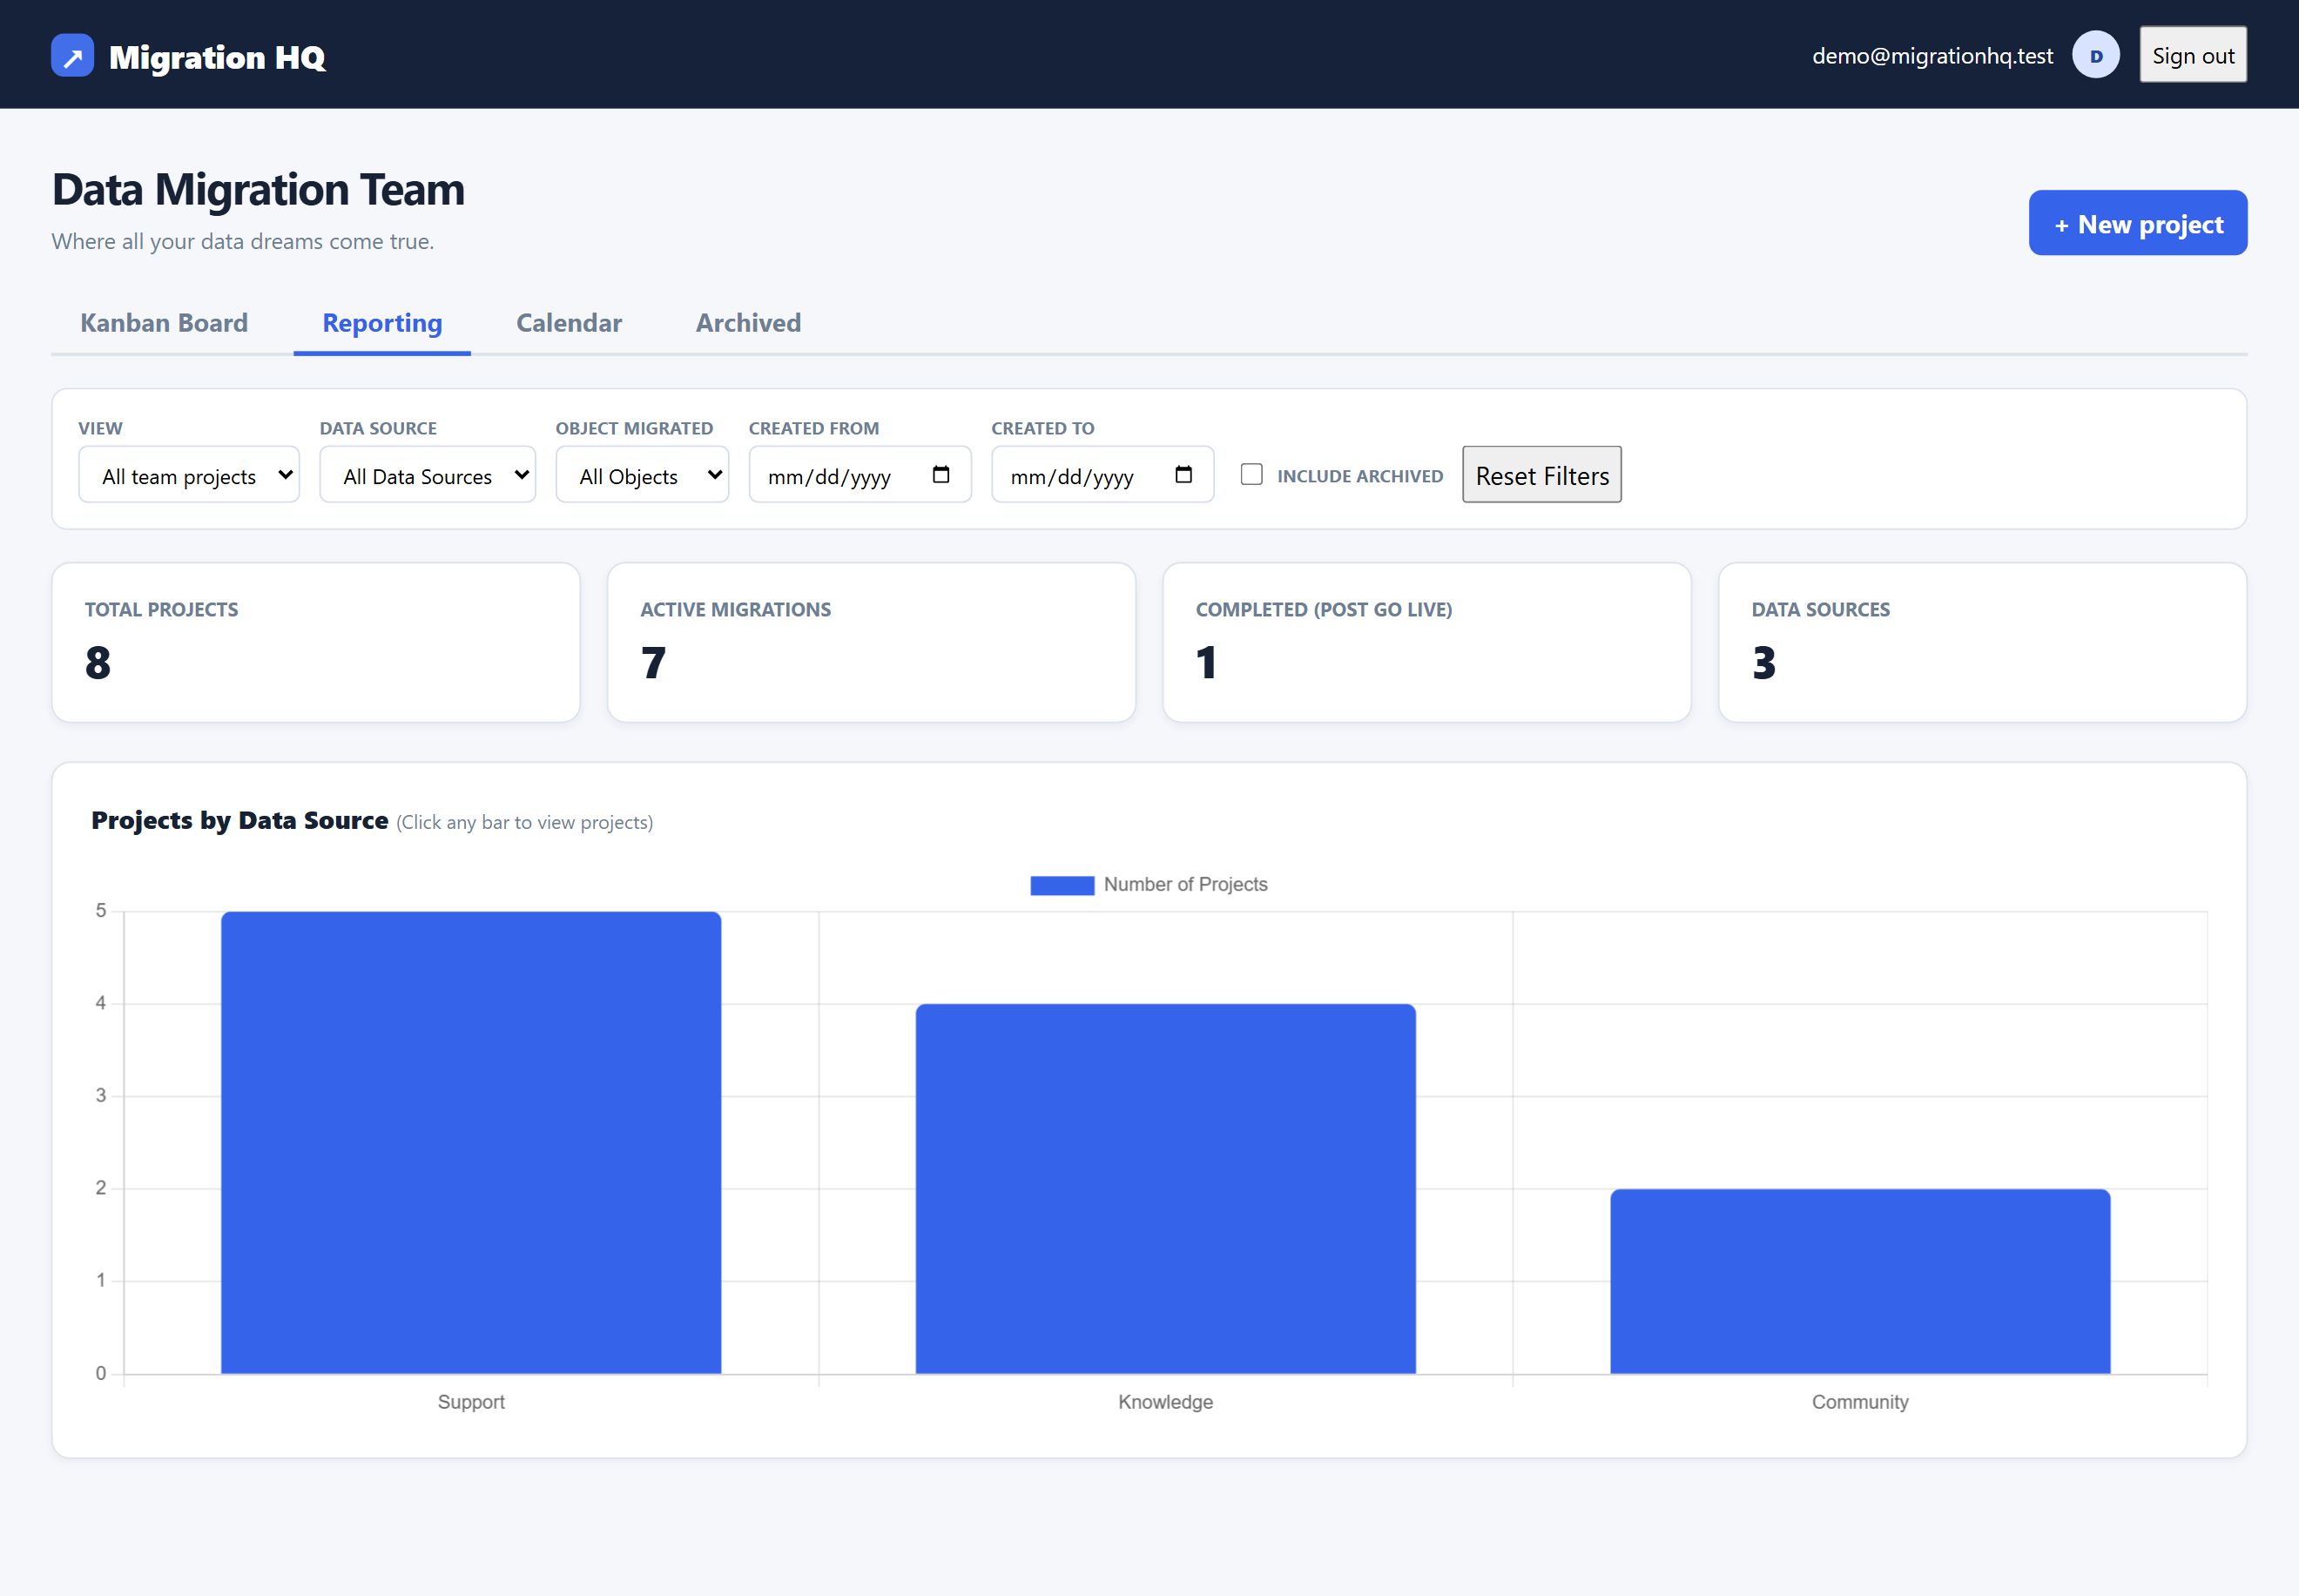 Migration HQ
demo@migrationhq.test
D
Sign out
Data Migration Team
Where all your data dreams come true.
+ New project
Kanban Board
Reporting
Calendar
Archived
VIEW
DATA SOURCE
OBJECT MIGRATED
CREATED FROM
CREATED TO
All team projects
All Data Sources
All Objects
mm/dd/yyyy
mm/dd/yyyy
INCLUDE ARCHIVED
Reset Filters
TOTAL PROJECTS
8
ACTIVE MIGRATIONS
7
COMPLETED (POST GO LIVE)
1
DATA SOURCES
3
Projects by Data Source (Click any bar to view projects)
Number of Projects
5
4
3
2
1
0
Support
Knowledge
Community